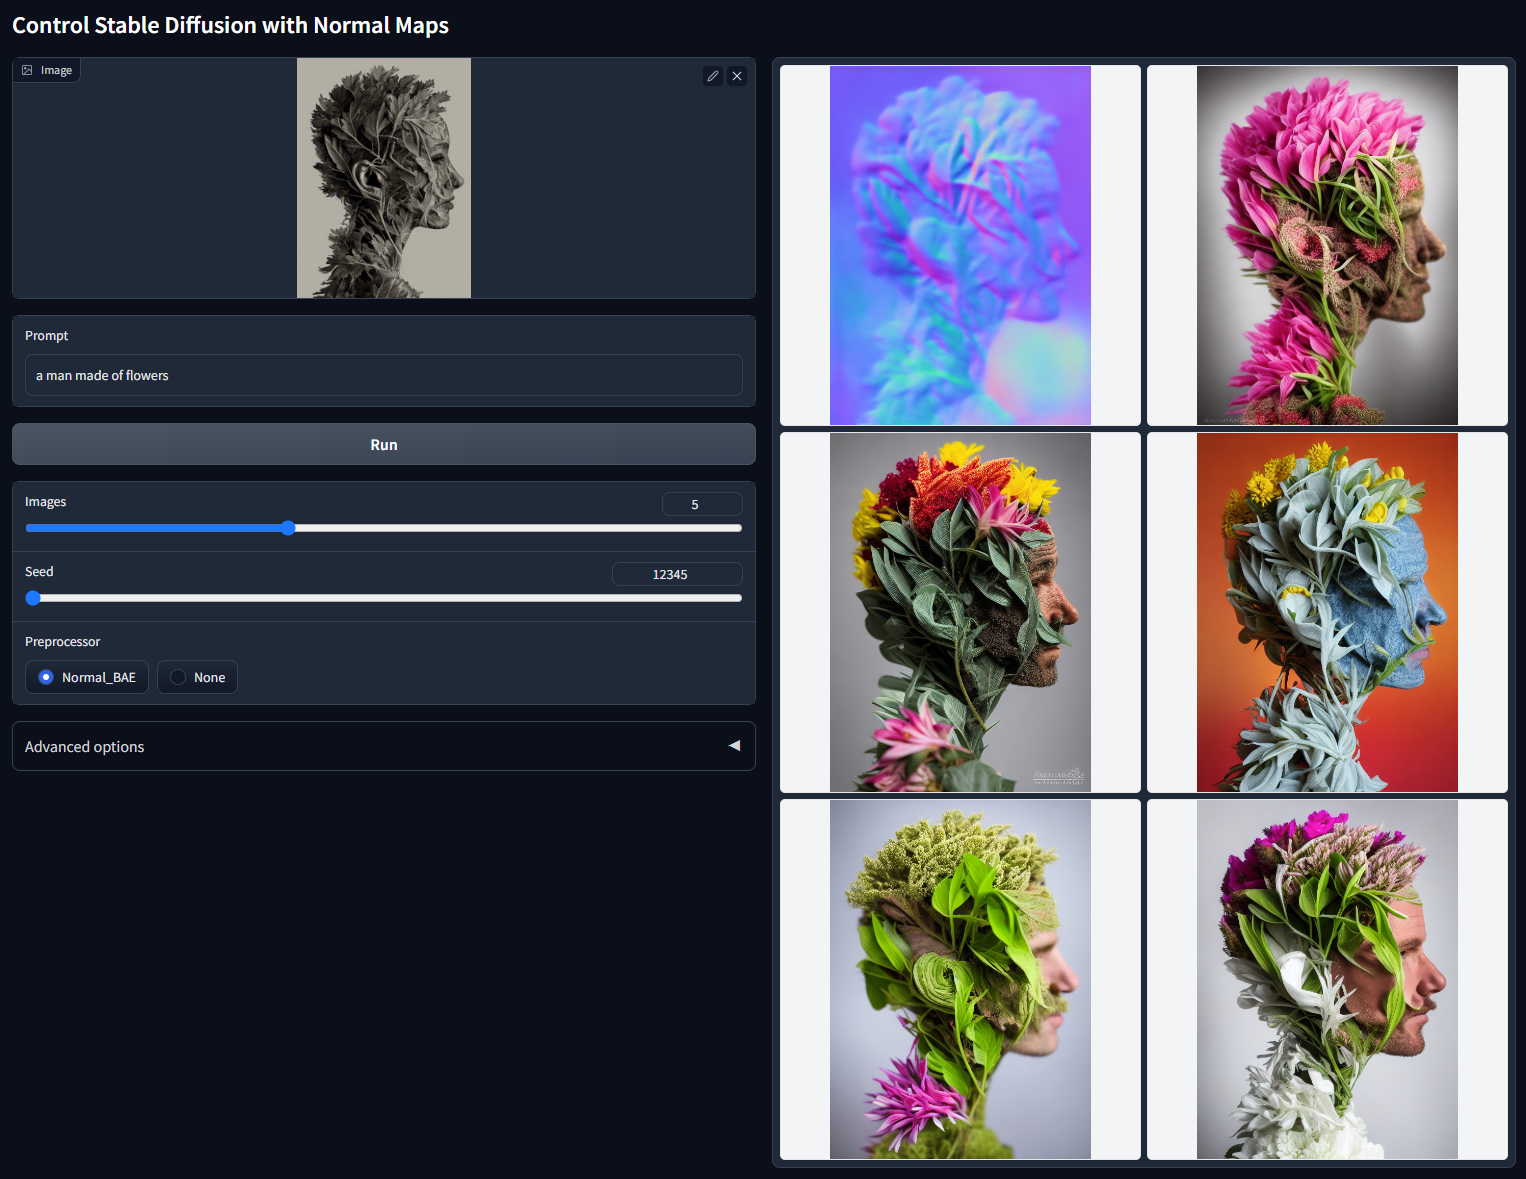 Control Stable Diffusion with Normal Maps
Image
Prompt
a man made of flowers
Run
Images
5
Seed
12345
Preprocessor
Normal_BAE
None
Advanced options